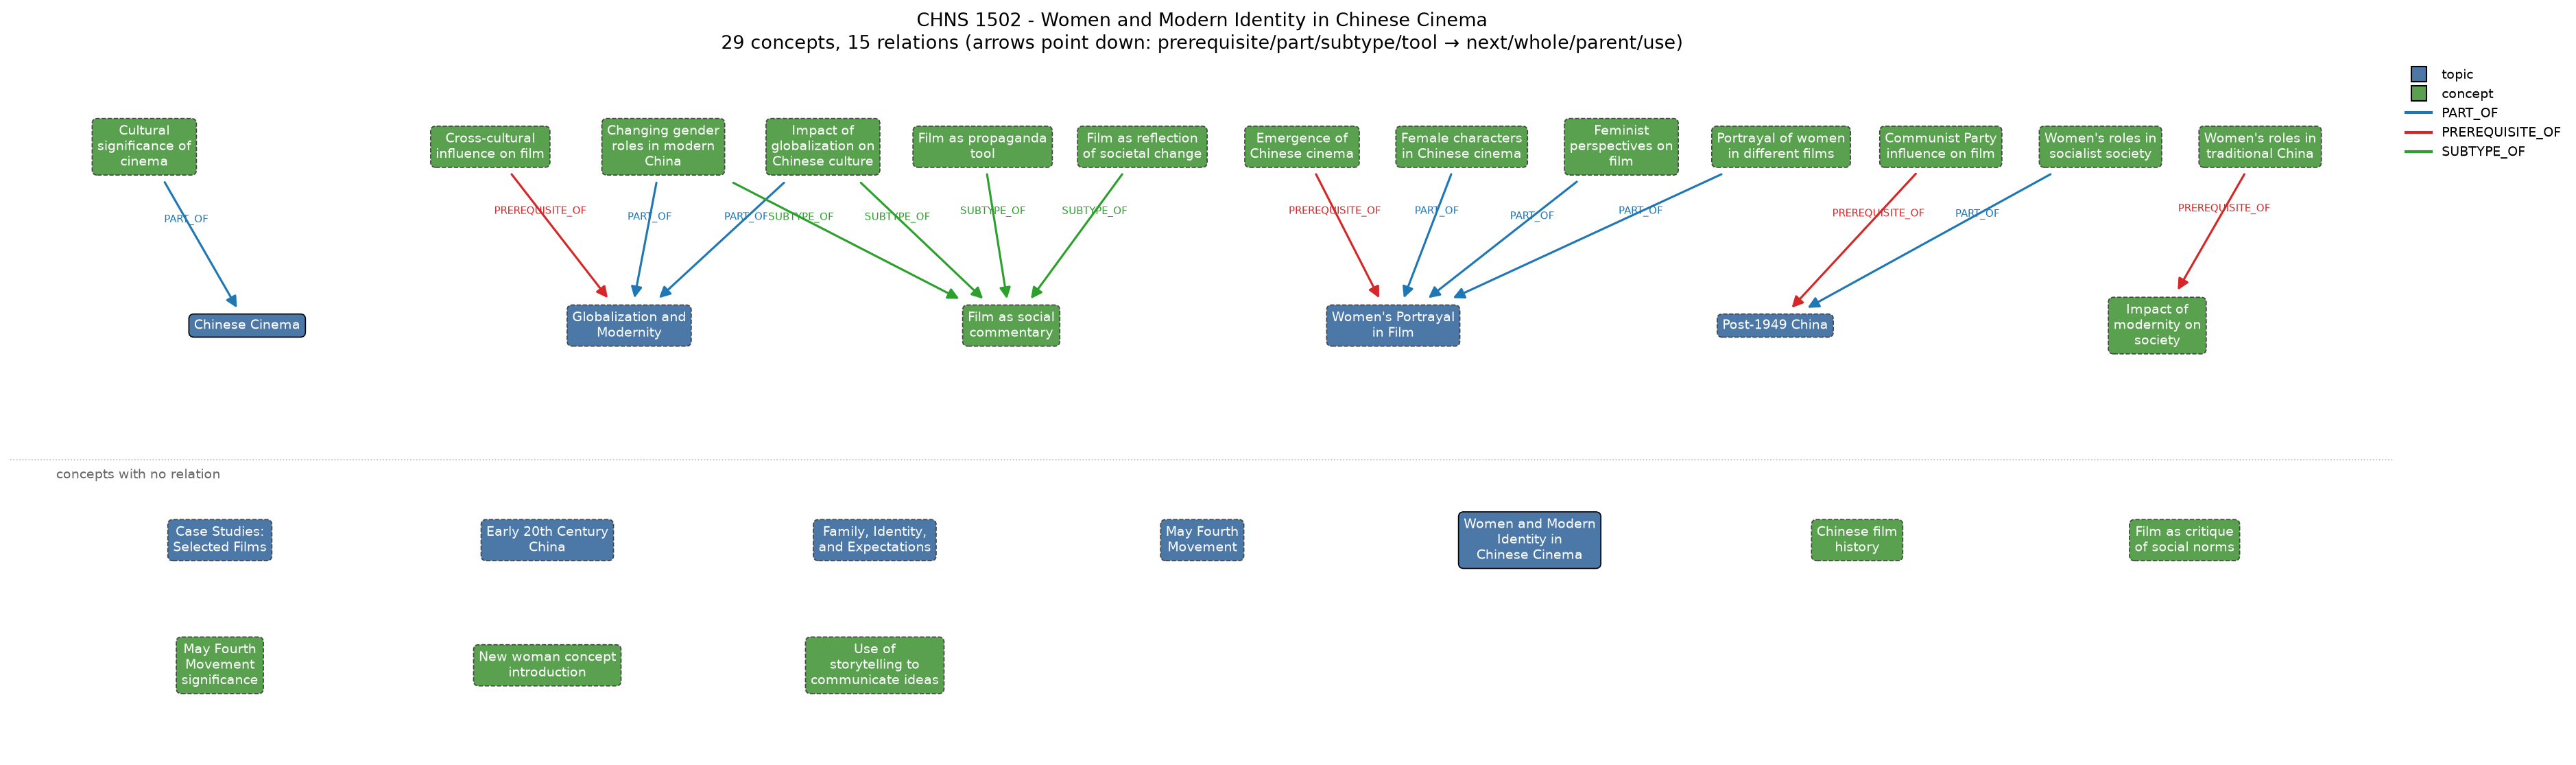 CHNS 1502 - Women and Modern Identity in Chinese Cinema
29 concepts, 15 relations (arrows point down: prerequisite/part/subtype/tool → next/whole/parent/use)
topic
concept
PART_OF
PREREQUISITE_OF
SUBTYPE_OF
Cultural
significance of
cinema
Cross-cultural
influence on film
Changing gender
roles in modern
China
Impact of
globalization on
Chinese culture
Film as propaganda
tool
Film as reflection
of societal change
Emergence of
Chinese cinema
Female characters
in Chinese cinema
Feminist
perspectives on
film
Portrayal of women
in different films
Communist Party
influence on film
Women's roles in
socialist society
Women's roles in
traditional China
PART_OF
PREREQUISITE_OF
PART_OF
PART_OF
SUBTYPE_OF
SUBTYPE_OF
SUBTYPE_OF
SUBTYPE_OF
PREREQUISITE_OF
PART_OF
PART_OF
PART_OF
PREREQUISITE_OF
PART_OF
PREREQUISITE_OF
Chinese Cinema
Globalization and
Modernity
Film as social
commentary
Women's Portrayal
in Film
Post-1949 China
Impact of
modernity on
society
concepts with no relation
Case Studies:
Selected Films
Early 20th Century
China
Family, Identity,
and Expectations
May Fourth
Movement
Women and Modern
Identity in
Chinese Cinema
Chinese film
history
Film as critique
of social norms
May Fourth
Movement
significance
New woman concept
introduction
Use of
storytelling to
communicate ideas